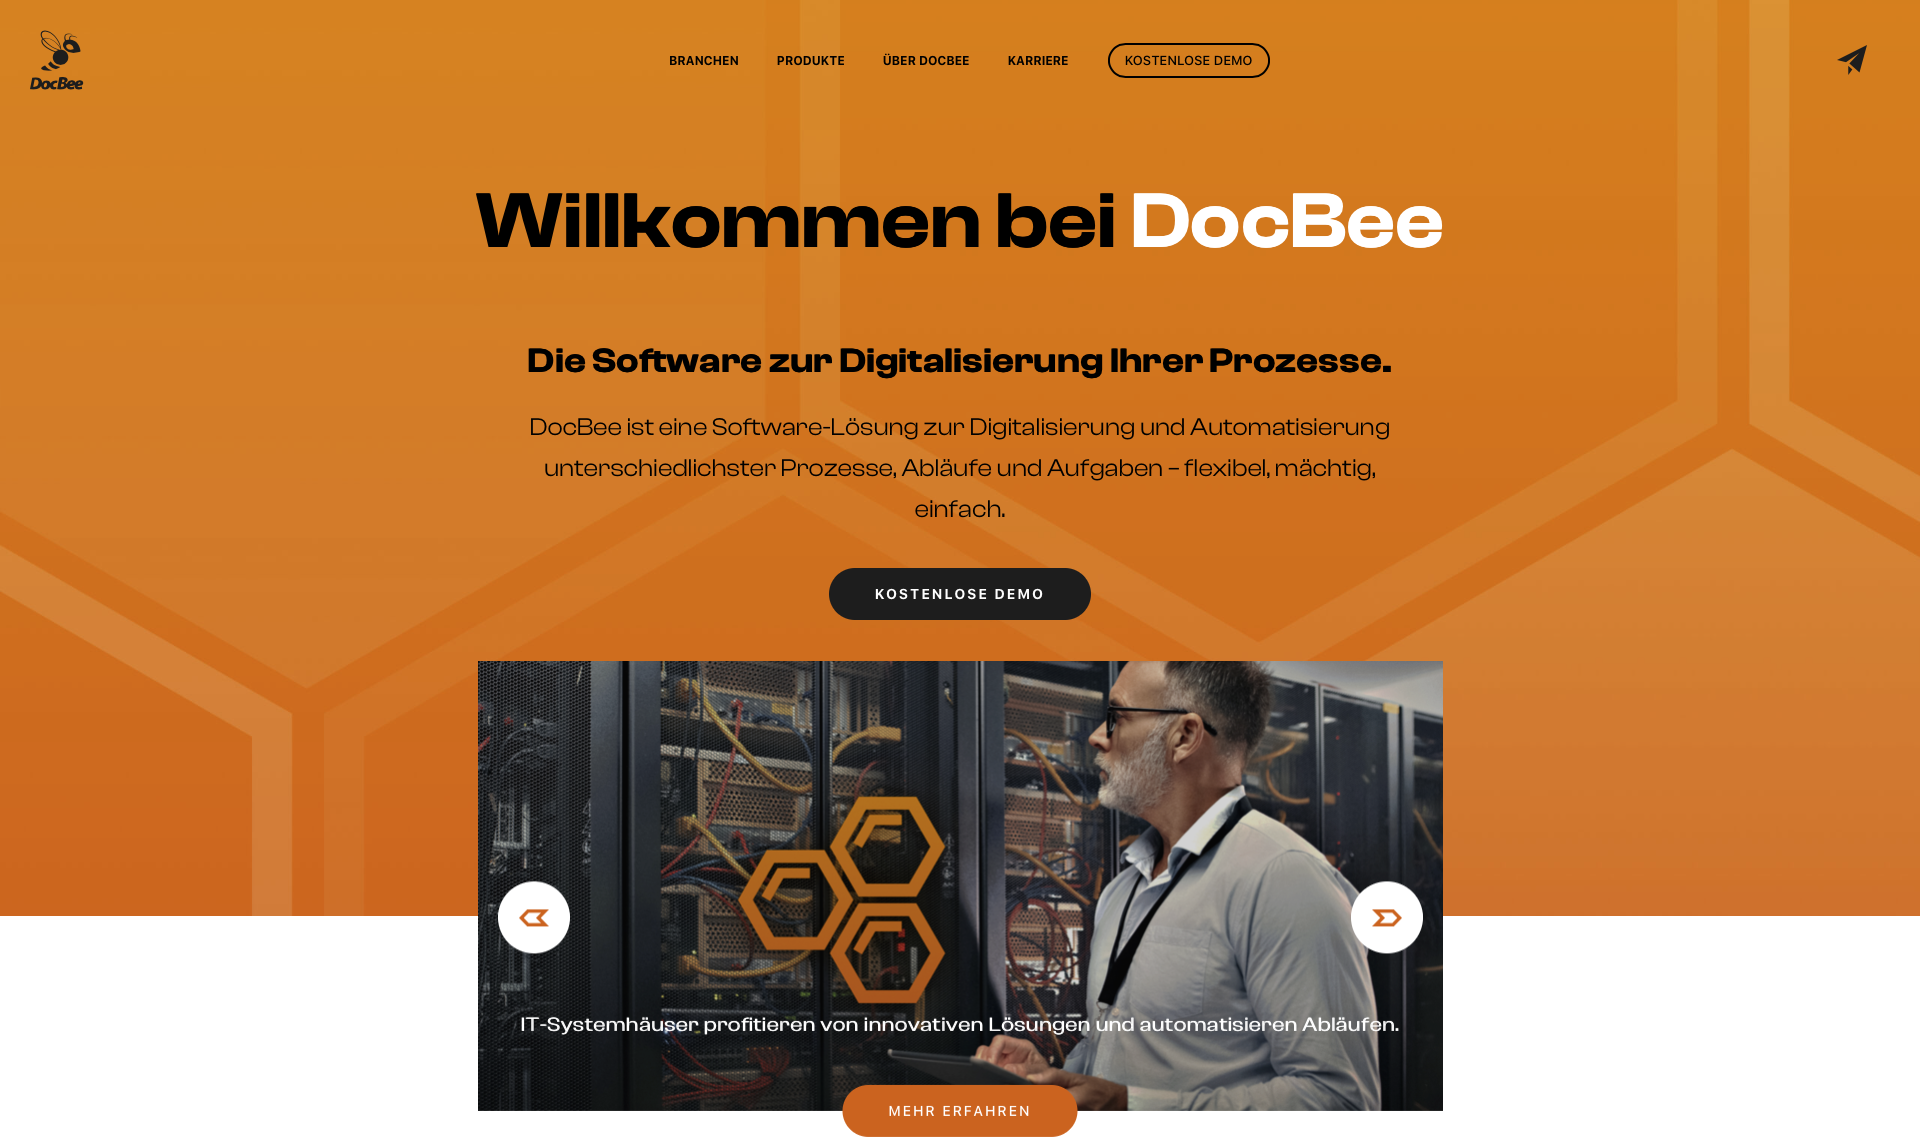 DocBee
BRANCHEN
PRODUKTE
ÜBER DOCBEE
KARRIERE
KOSTENLOSE DEMO
Willkommen bei DocBee
Die Software zur Digitalisierung Ihrer Prozesse.
DocBee ist eine Software-Lösung zur Digitalisierung und Automatisierung
unterschiedlichster Prozesse, Abläufe und Aufgaben – flexibel, mächtig,
einfach.
KOSTENLOSE DEMO
IT-Systemhäuser profitieren von innovativen Lösungen und automatisieren Abläufen.
MEHR ERFAHREN